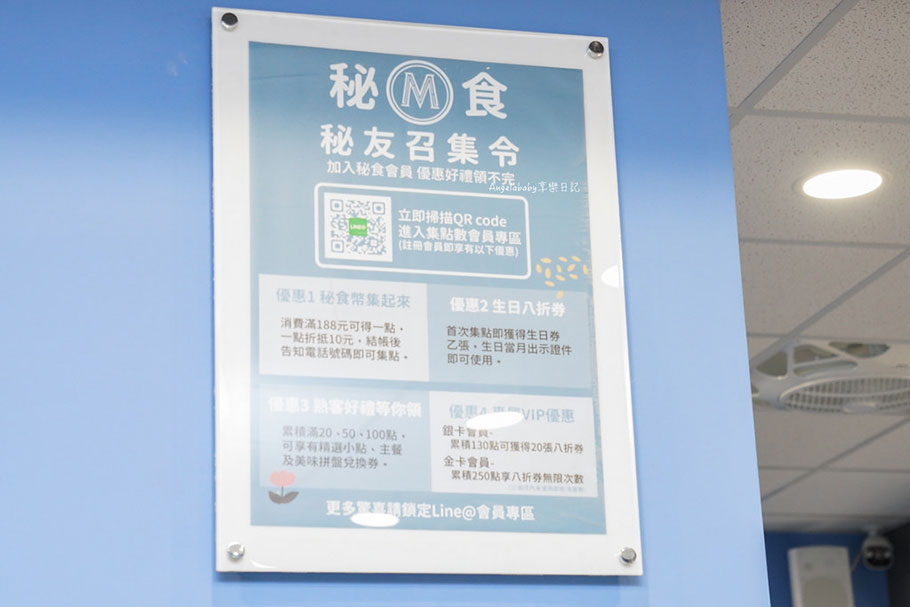 秘 M 食
秘友召集令
加入秘食會員 優惠好禮領不完
Angelababy享樂日記
立即掃描QR code
進入集點數會員專區
(註冊會員即享有以下優惠)
LINE@
優惠1 秘食幣集起來
消費滿188元可得一點，
一點折抵10元，結帳後
告知電話號碼即可集點。
優惠2 生日八折券
首次集點即獲得生日券
乙張，生日當月出示證件
即可使用。
優惠3 熟客好禮等你領
累積滿20、50、100點，
可享有精選小點、主餐
及美味拼盤兌換券。
優惠4 VIP優惠
銀卡會員-
累積130點可獲得20張八折券
金卡會員-
累積250點享八折券無限次數
更多驚喜請鎖定Line@會員專區